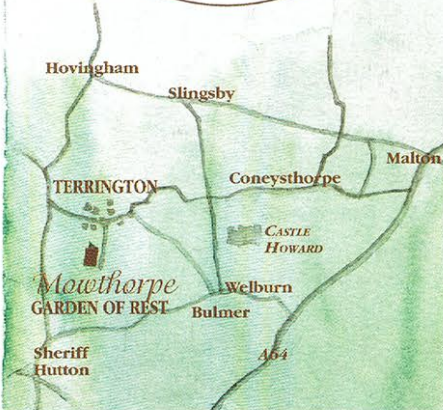 Hovingham
Slingsby
Malton
TERRINGTON
Coneysthorpe
CASTLE
HOWARD
Mowthorpe
GARDEN OF REST
Welburn
Bulmer
Sheriff
Hutton
A64